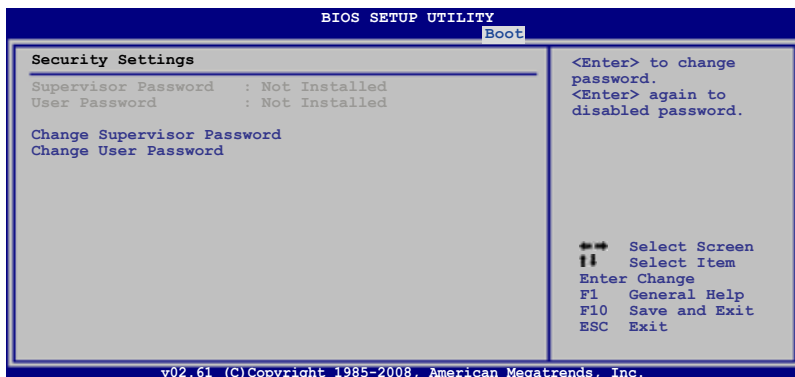 BIOS SETUP UTILITY
Boot
Security Settings
Supervisor Password : Not Installed
User Password : Not Installed
Change Supervisor Password
Change User Password
<Enter> to change
password.
<Enter> again to
disabled password.
←→ Select Screen
↑↓ Select Item
Enter Change
F1 General Help
F10 Save and Exit
ESC Exit
v02.61 (C)Copyright 1985-2008, American Megatrends, Inc.